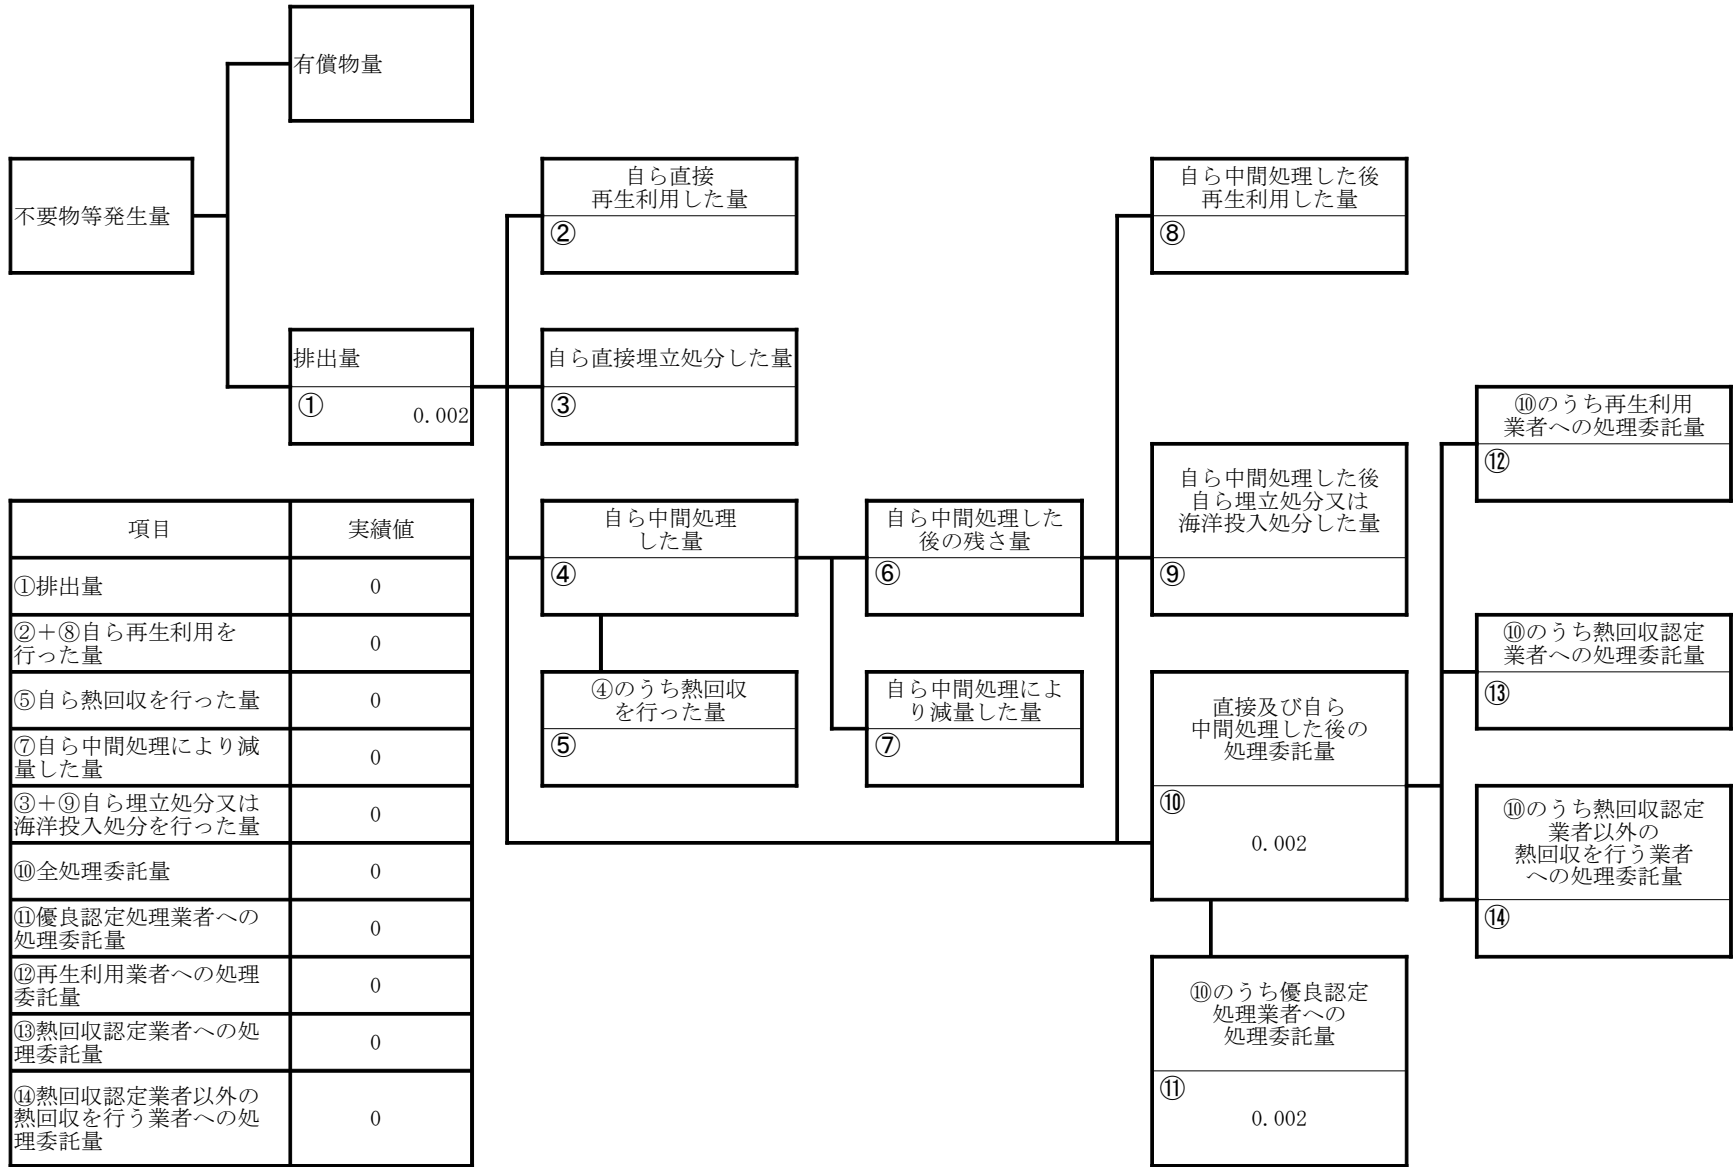 有償物量
不要物等発生量
自ら直接
再生利用した量
②
自ら中間処理した後
再生利用した量
⑧
排出量
①
0.002
自ら直接埋立処分した量
③
⑩のうち再生利用
業者への処理委託量
⑫
自ら中間処理
した量
④
自ら中間処理した
後の残さ量
⑥
自ら中間処理した後
自ら埋立処分又は
海洋投入処分した量
⑨
⑩のうち熱回収認定
業者への処理委託量
⑬
④のうち熱回収
を行った量
⑤
自ら中間処理によ
り減量した量
⑦
直接及び自ら
中間処理した後の
処理委託量
⑩
0.002
⑩のうち熱回収認定
業者以外の
熱回収を行う業者
への処理委託量
⑭
⑩のうち優良認定
処理業者への
処理委託量
⑪
0.002
項目 実績値
①排出量 0
②＋⑧自ら再生利用を
行った量 0
⑤自ら熱回収を行った量 0
⑦自ら中間処理により減
量した量 0
③＋⑨自ら埋立処分又は
海洋投入処分を行った量 0
⑩全処理委託量 0
⑪優良認定処理業者への
処理委託量 0
⑫再生利用業者への処理
委託量 0
⑬熱回収認定業者への処
理委託量 0
⑭熱回収認定業者以外の
熱回収を行う業者への処
理委託量 0